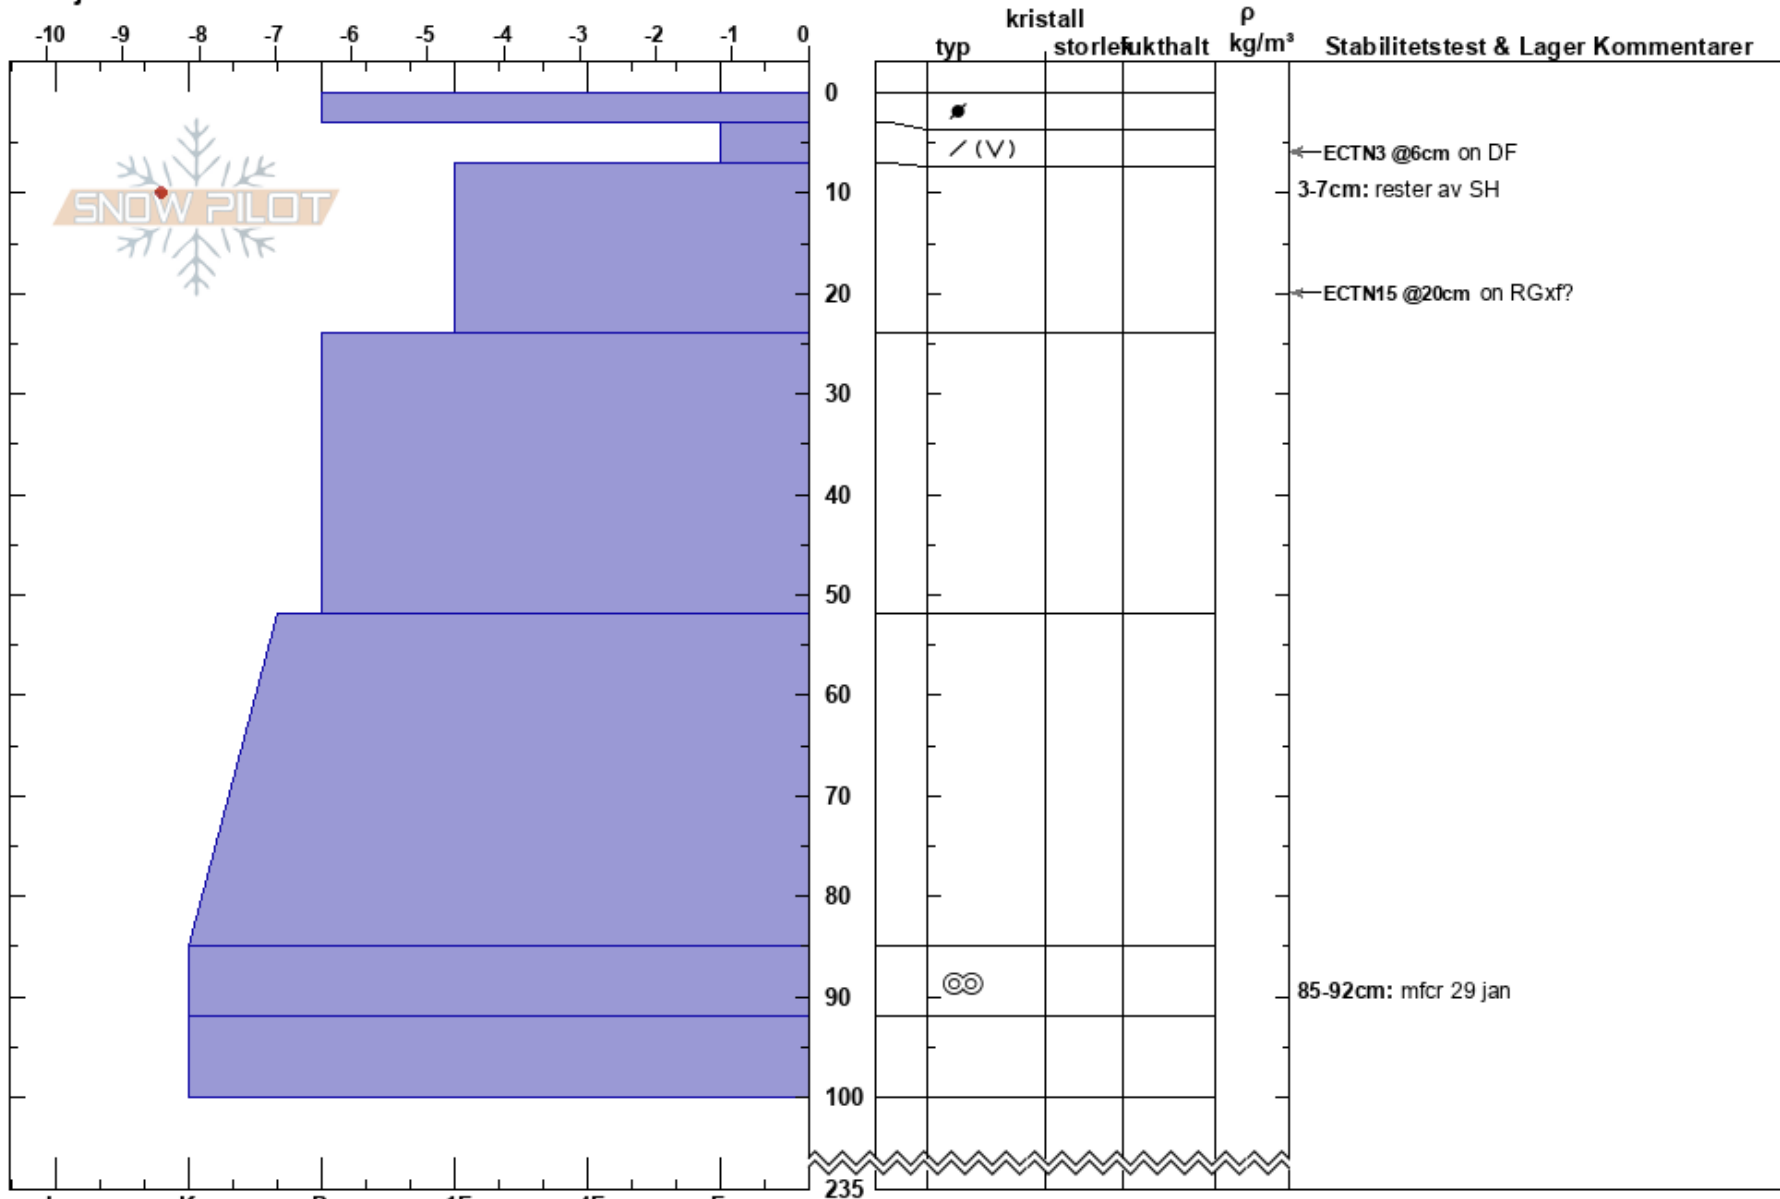 kristall ρ
-10 -9 -8 -7 -6 -5 -4 -3 -2 -1 0 typ storlek fukthalt kg/m³ Stabilitetstest & Lager Kommentarer
0
ECTN3 @6cm on DF
10 3-7cm: rester av SH
SNOW PILOT
20 ECTN15 @20cm on RGxf?
30
40
50
60
70
80
90 85-92cm: mfcr 29 jan
100
235